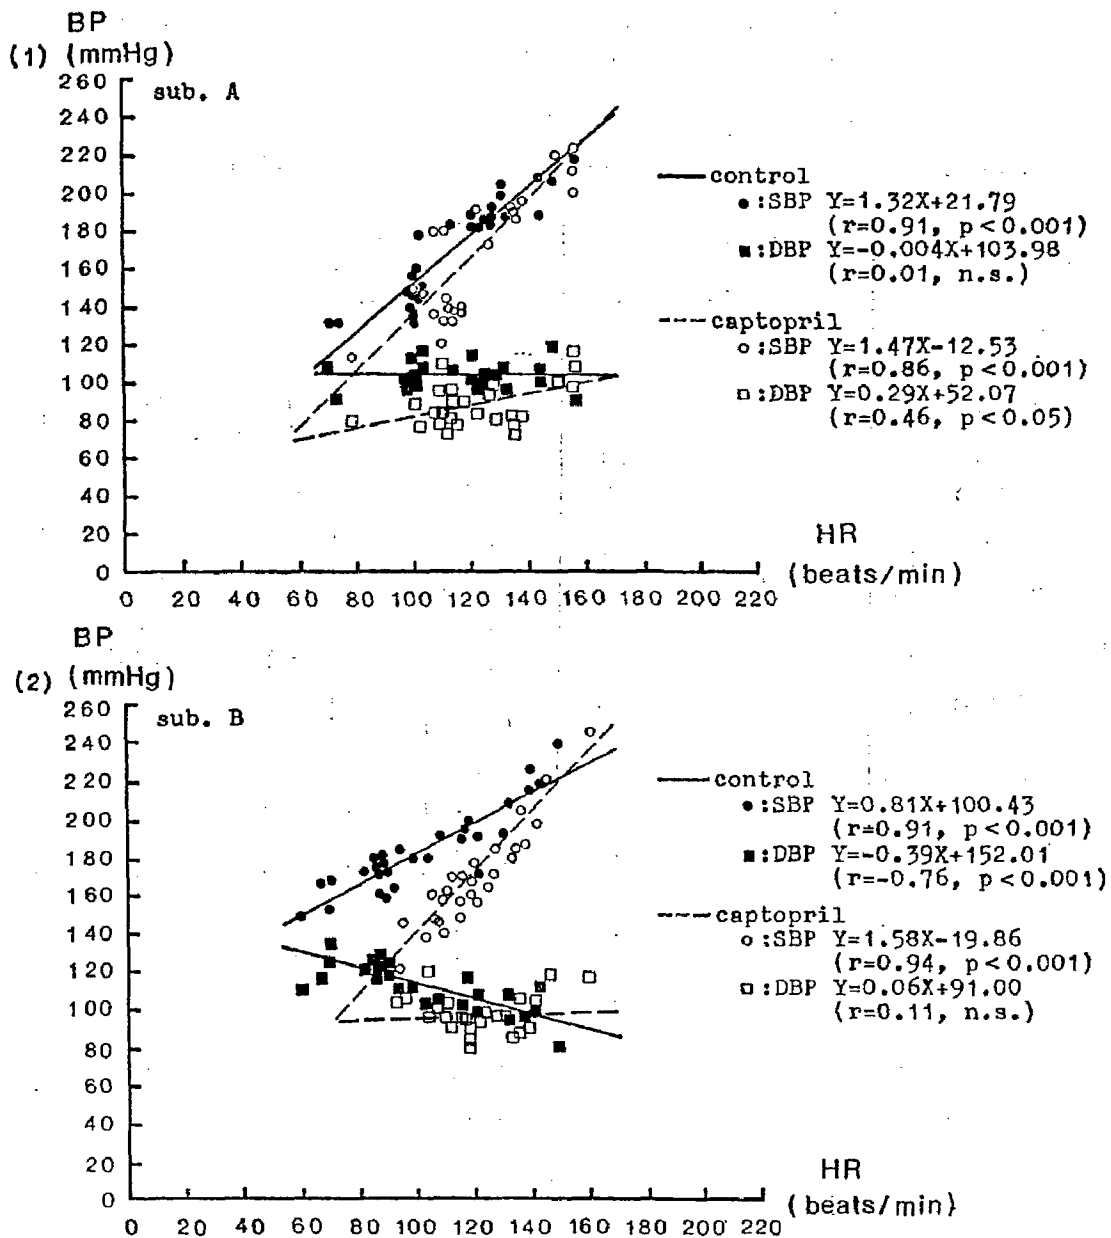 BP
(1) (mmHg)
260
240
220
200
180
160
140
120
100
80
60
40
20
0
sub. A
control
●:SBP Y=1.32X+21.79
(r=0.91, p<0.001)
■:DBP Y=-0.004X+103.98
(r=0.01, n.s.)
captopril
○:SBP Y=1.47X-12.53
(r=0.86, p<0.001)
□:DBP Y=0.29X+52.07
(r=0.46, p<0.05)
HR
(beats/min)
0 20 40 60 80 100 120 140 160 180 200 220
BP
(2) (mmHg)
260
240
220
200
180
160
140
120
100
80
60
40
20
0
sub. B
control
●:SBP Y=0.81X+100.43
(r=0.91, p<0.001)
■:DBP Y=-0.39X+152.01
(r=-0.76, p<0.001)
captopril
○:SBP Y=1.58X-19.86
(r=0.94, p<0.001)
□:DBP Y=0.06X+91.00
(r=0.11, n.s.)
HR
(beats/min)
0 20 40 60 80 100 120 140 160 180 200 220